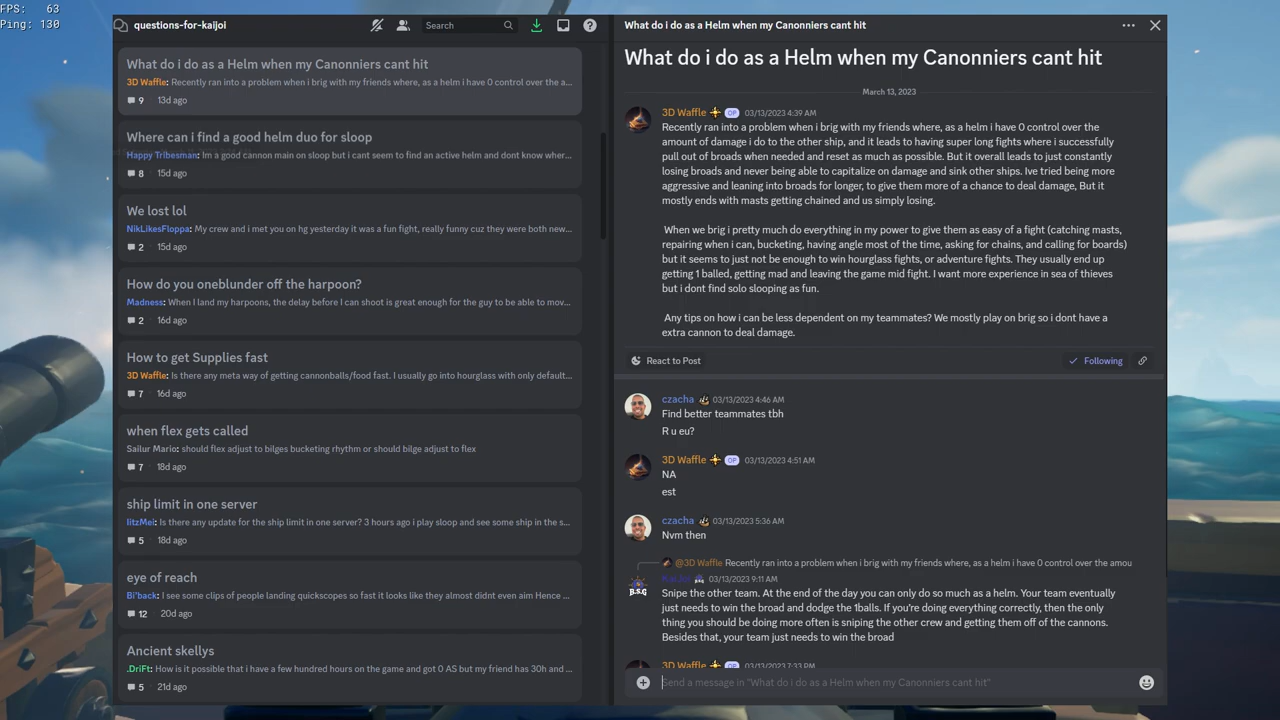 FPS: 63
Ping: 130
questions-for-kaijoi
Search
What do i do as a Helm when my Canonniers cant hit
3D Waffle: Recently ran into a problem when i brig with my friends where, as a helm i have 0 control over the a...
9 13d ago
Where can i find a good helm duo for sloop
Happy Tribesman: Im a good cannon main on sloop but i cant seem to find an active helm and dont know wher...
8 15d ago
We lost lol
NikLikesFloppa: My crew and i met you on hg yesterday it was a fun fight, really funny cuz they were both new...
2 15d ago
How do you oneblunder off the harpoon?
Madness: When I land my harpoons, the delay before I can shoot is great enough for the guy to be able to mov...
2 16d ago
How to get Supplies fast
3D Waffle: Is there any meta way of getting cannonballs/food fast. I usually go into hourglass with only default...
7 16d ago
when flex gets called
Sailur Mario: should flex adjust to bilges bucketing rhythm or should bilge adjust to flex
7 18d ago
ship limit in one server
IitzMei: Is there any update for the ship limit in one server? 3 hours ago i play sloop and see some ship in the s...
5 18d ago
eye of reach
Bi'back: I see some clips of people landing quickscopes so fast it looks like they almost didnt even aim Hence ...
12 20d ago
Ancient skellys
.DriFt: How is it possible that i have a few hundred hours on the game and got 0 AS but my friend has 30h and ...
5 21d ago
What do i do as a Helm when my Canonniers cant hit
What do i do as a Helm when my Canonniers cant hit
March 13, 2023
3D Waffle OP 03/13/2023 4:39 AM
Recently ran into a problem when i brig with my friends where, as a helm i have 0 control over the
amount of damage i do to the other ship, and it leads to having super long fights where i successfully
pull out of broads when needed and reset as much as possible. But it overall leads to just constantly
losing broads and never being able to capitalize on damage and sink other ships. Ive tried being more
aggressive and leaning into broads for longer, to give them more of a chance to deal damage, But it
mostly ends with masts getting chained and us simply losing.
When we brig i pretty much do everything in my power to give them as easy of a fight (catching masts,
repairing when i can, bucketing, having angle most of the time, asking for chains, and calling for boards)
but it seems to just not be enough to win hourglass fights, or adventure fights. They usually end up
getting 1 balled, getting mad and leaving the game mid fight. I want more experience in sea of thieves
but i dont find solo slooping as fun.
Any tips on how i can be less dependent on my teammates? We mostly play on brig so i dont have a
extra cannon to deal damage.
React to Post
Following
czacha 03/13/2023 4:46 AM
Find better teammates tbh
R u eu?
3D Waffle OP 03/13/2023 4:51 AM
NA
est
czacha 03/13/2023 5:36 AM
Nvm then
@3D Waffle Recently ran into a problem when i brig with my friends where, as a helm i have 0 control over the amou
B.S.G
KaiJoi 03/13/2023 9:11 AM
Snipe the other team. At the end of the day you can only do so much as a helm. Your team eventually
just needs to win the broad and dodge the 1balls. If you're doing everything correctly, then the only
thing you should be doing more often is sniping the other crew and getting them off of the cannons.
Besides that, your team just needs to win the broad
3D Waffle OP 03/13/2023 7:33 PM
Send a message in "What do i do as a Helm when my Canonniers cant hit"